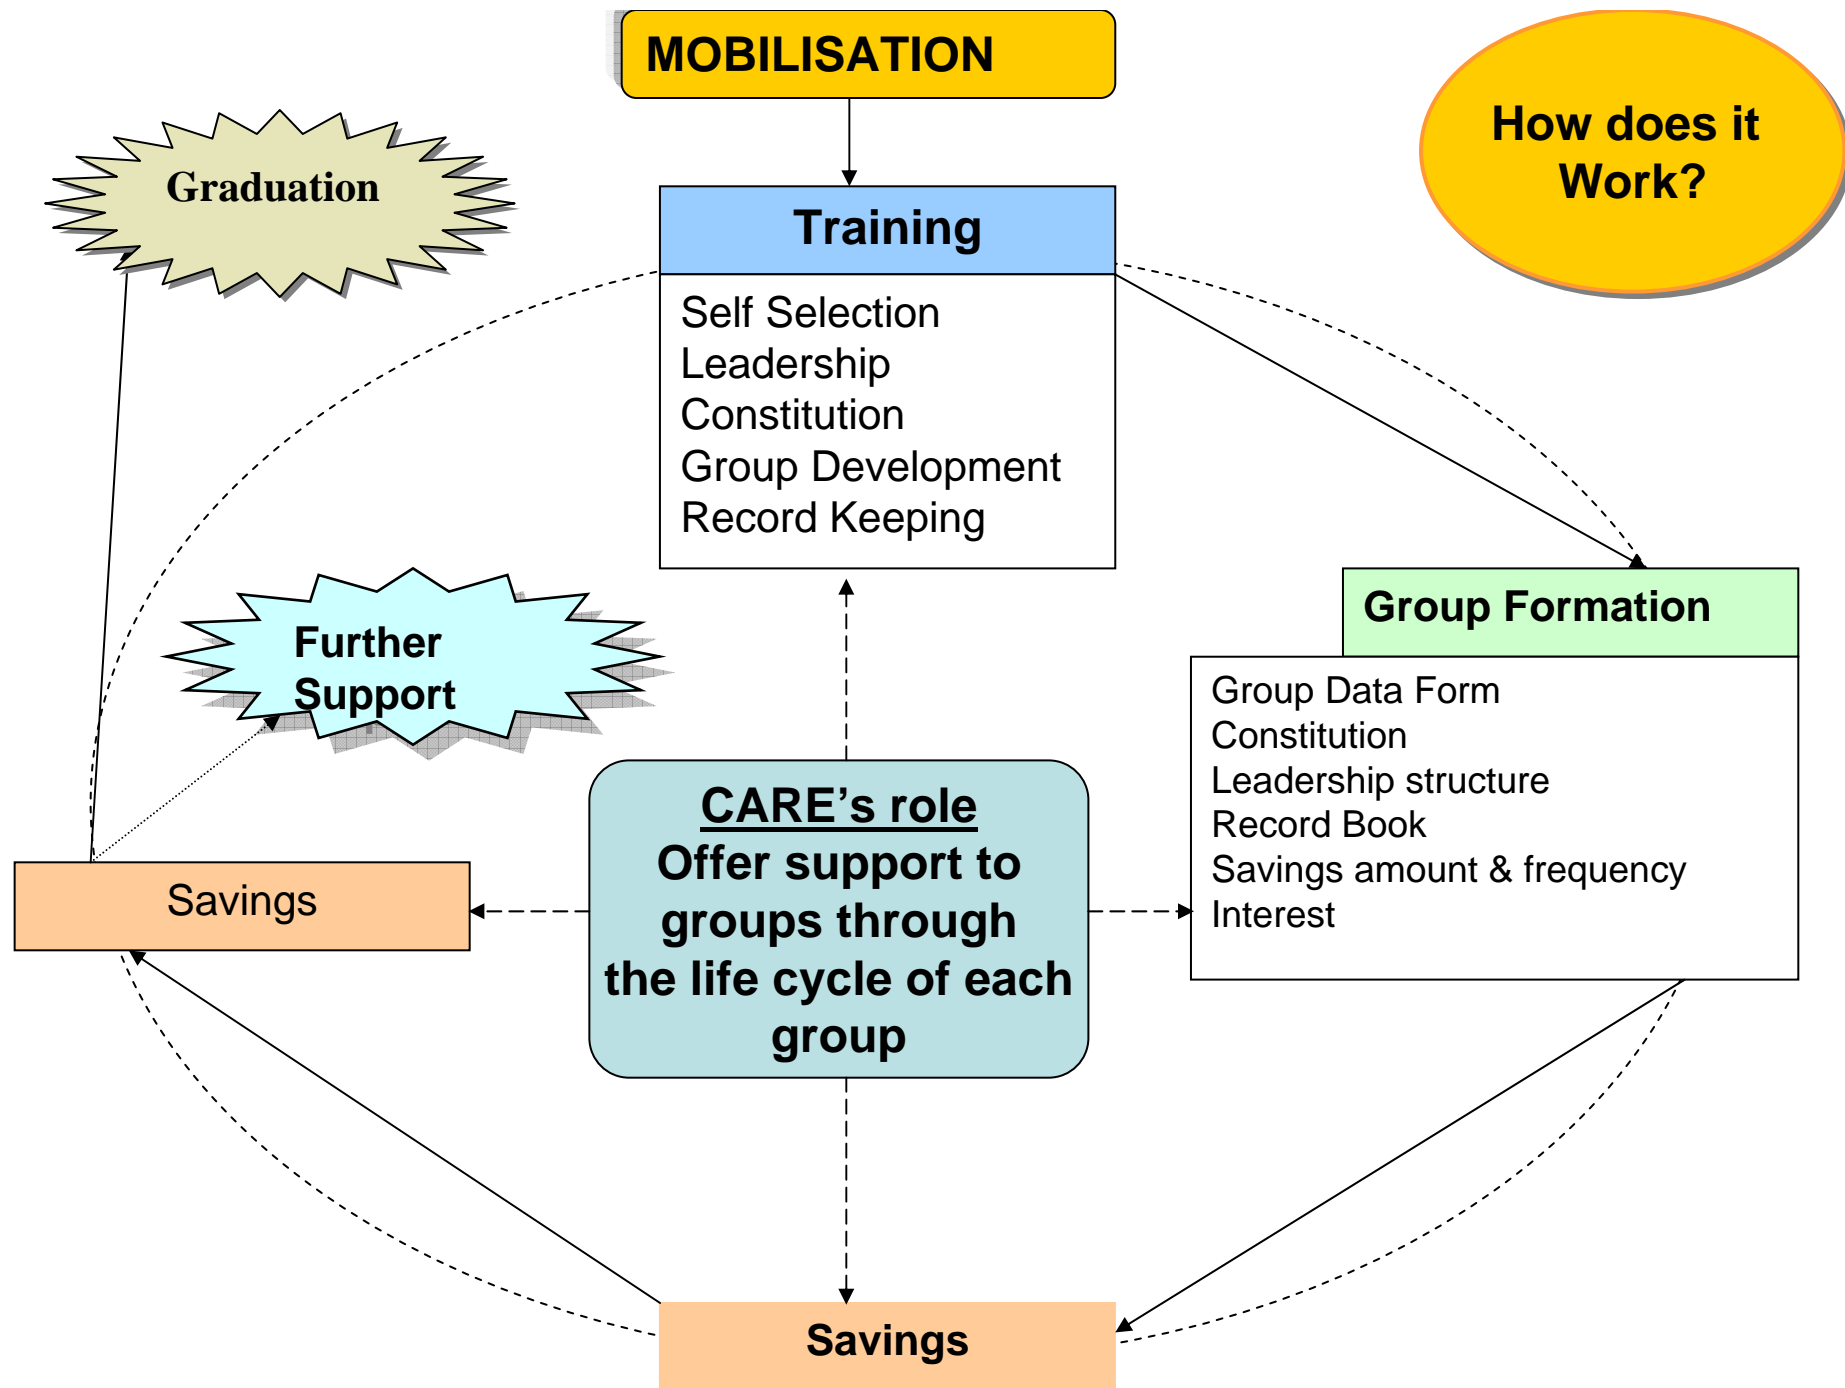 MOBILISATION
How does it
Work?
Graduation
Training
Self Selection
Leadership
Constitution
Group Development
Record Keeping
Further
Support
Group Formation
Group Data Form
Constitution
Leadership structure
Record Book
Savings amount & frequency
Interest
CARE’s role
Offer support to
groups through
the life cycle of each
group
Savings
Savings